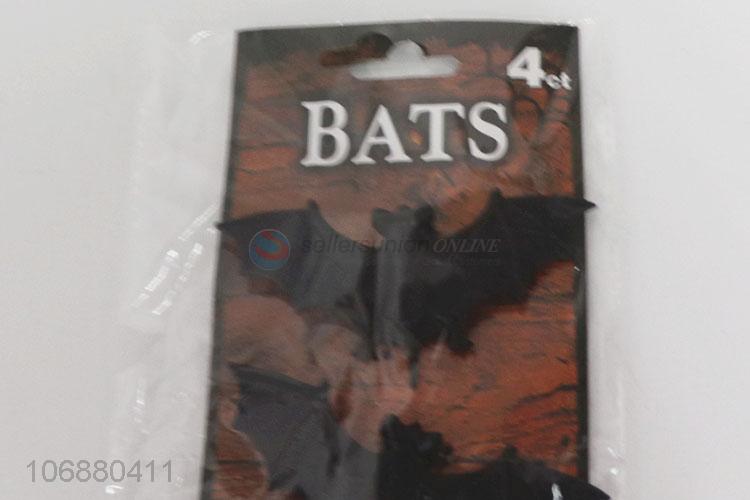 4ct
BATS
sellersunion ONLINE
106880411